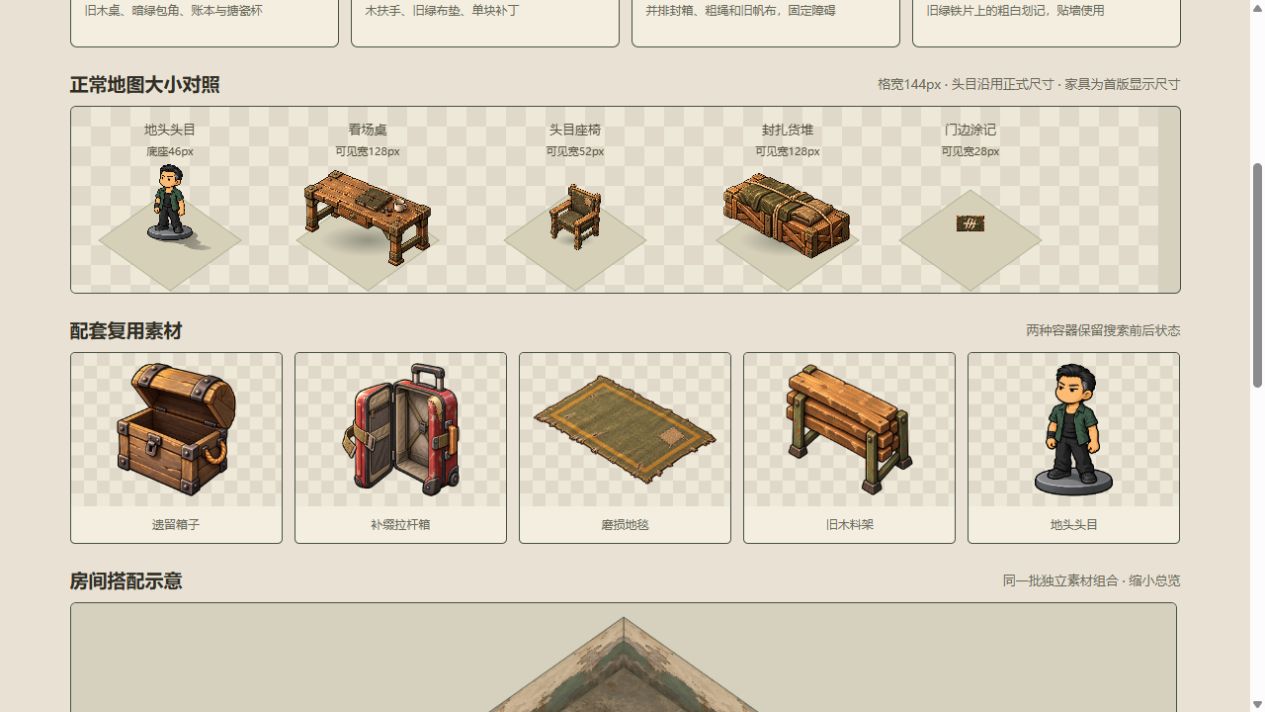 旧木桌、暗绿包角、账本与搪瓷杯
木扶手、旧绿布垫、单块补丁
并排封箱、粗绳和旧帆布，固定障碍
旧绿铁片上的粗白划记，贴墙使用
正常地图大小对照
格宽144px · 头目沿用正式尺寸 · 家具为首版显示尺寸
地头头目
底座46px
看场桌
可见宽128px
头目座椅
可见宽52px
封扎货堆
可见宽128px
门边涂记
可见宽28px
配套复用素材
两种容器保留搜索前后状态
遗留箱子
补缀拉杆箱
磨损地毯
旧木料架
地头头目
房间搭配示意
同一批独立素材组合 · 缩小总览